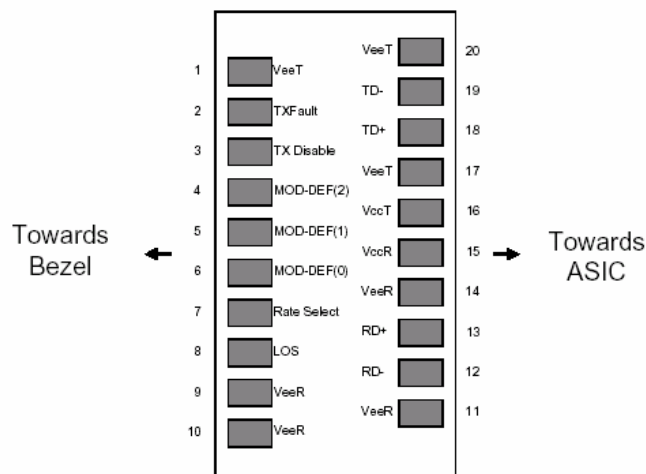 VeeT 20
1 VeeT
TD- 19
2 TXFault
TD+ 18
3 TX Disable
VeeT 17
4 MOD-DEF(2)
VccT 16
5 MOD-DEF(1)
Towards Bezel
VccR 15
Towards ASIC
6 MOD-DEF(0)
VeeR 14
7 Rate Select
RD+ 13
8 LOS
RD- 12
9 VeeR
VeeR 11
10 VeeR